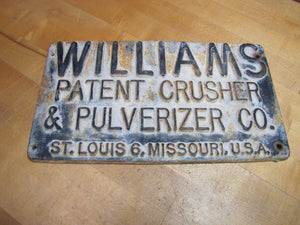 WILLIAMS
PATENT CRUSHER
& PULVERIZER CO.
ST. LOUIS 6, MISSOURI, U.S.A.